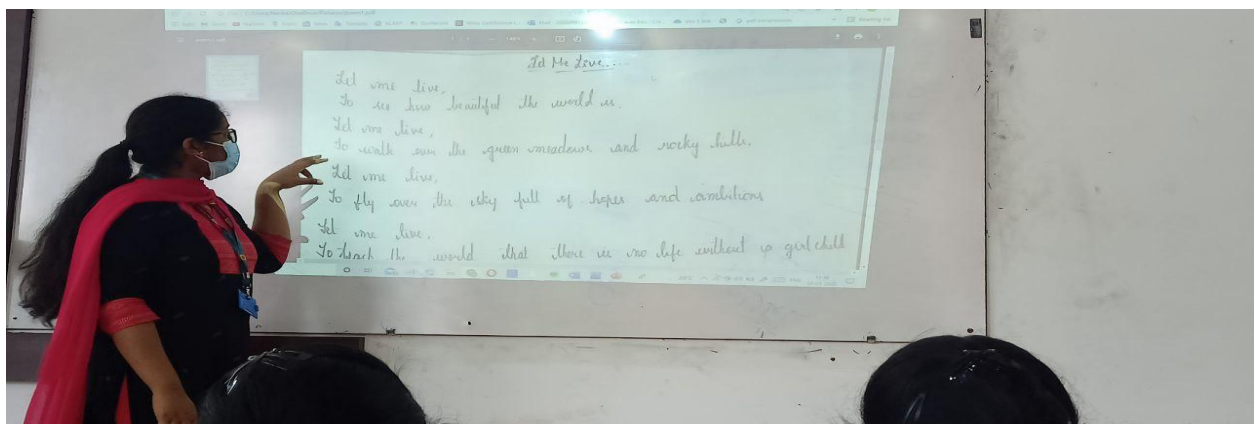 Let Me Live.....
Let me live,
To see how beautiful the world is.
Let me live,
To walk over the green meadows and rocky hills.
Let me live,
To fly over the sky full of hopes and ambitions
Let me live.
To teach the world that there is no life without a girl child